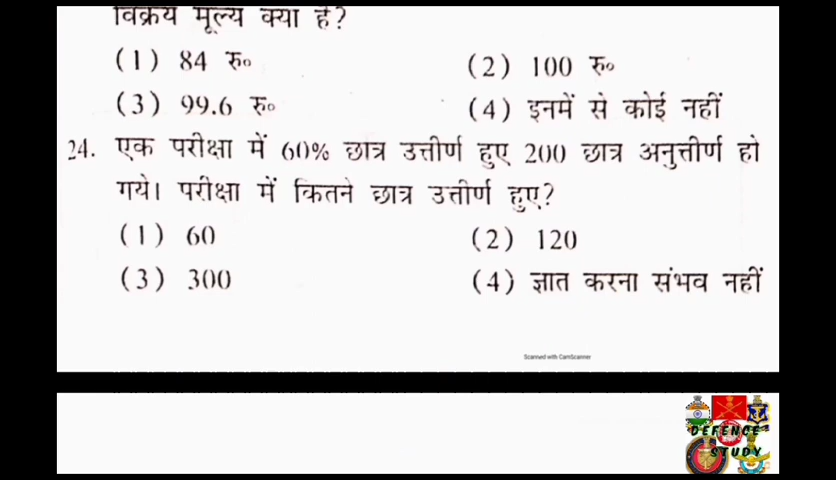 विक्रय मूल्य क्या है?
(1) 84 रु०
(2) 100 रु०
(3) 99.6 रु०
(4) इनमें से कोई नहीं
24. एक परीक्षा में 60% छात्र उत्तीर्ण हुए 200 छात्र अनुत्तीर्ण हो
गये। परीक्षा में कितने छात्र उत्तीर्ण हुए?
(1) 60
(2) 120
(3) 300
(4) ज्ञात करना संभव नहीं
Scanned with CamScanner
DEFENCE
STUDY